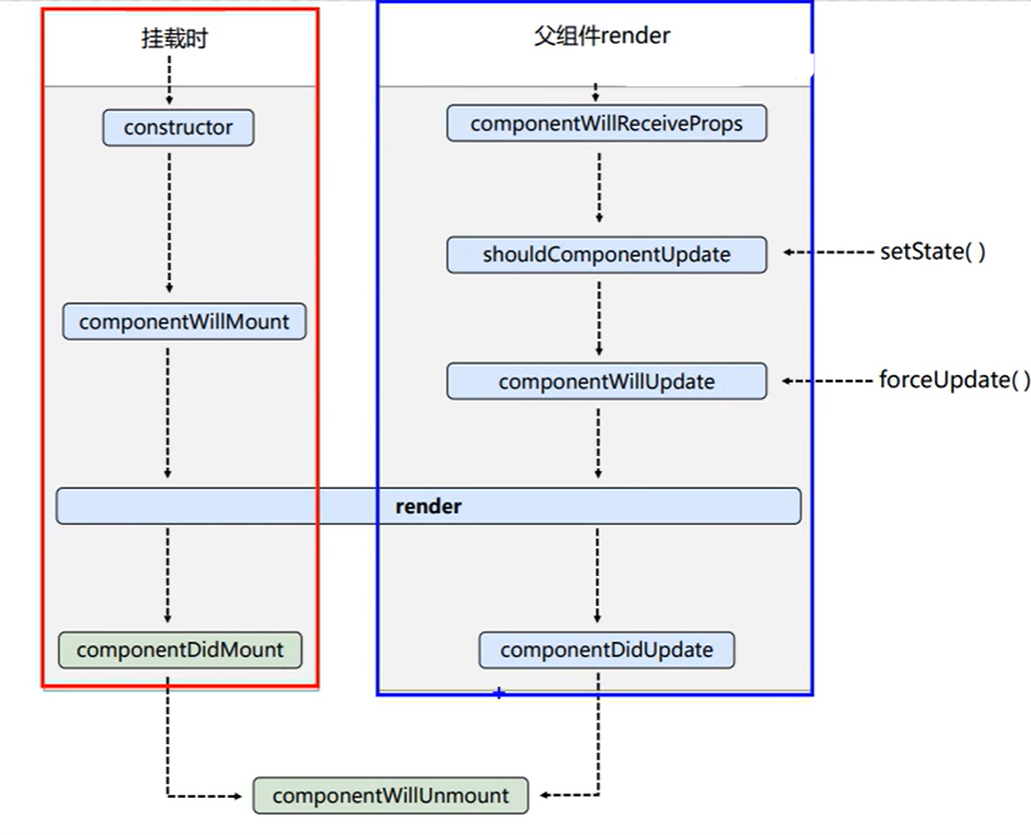 挂载时
constructor
componentWillMount
父组件render
componentWillReceiveProps
shouldComponentUpdate
setState( )
componentWillUpdate
forceUpdate( )
render
componentDidMount
componentDidUpdate
componentWillUnmount